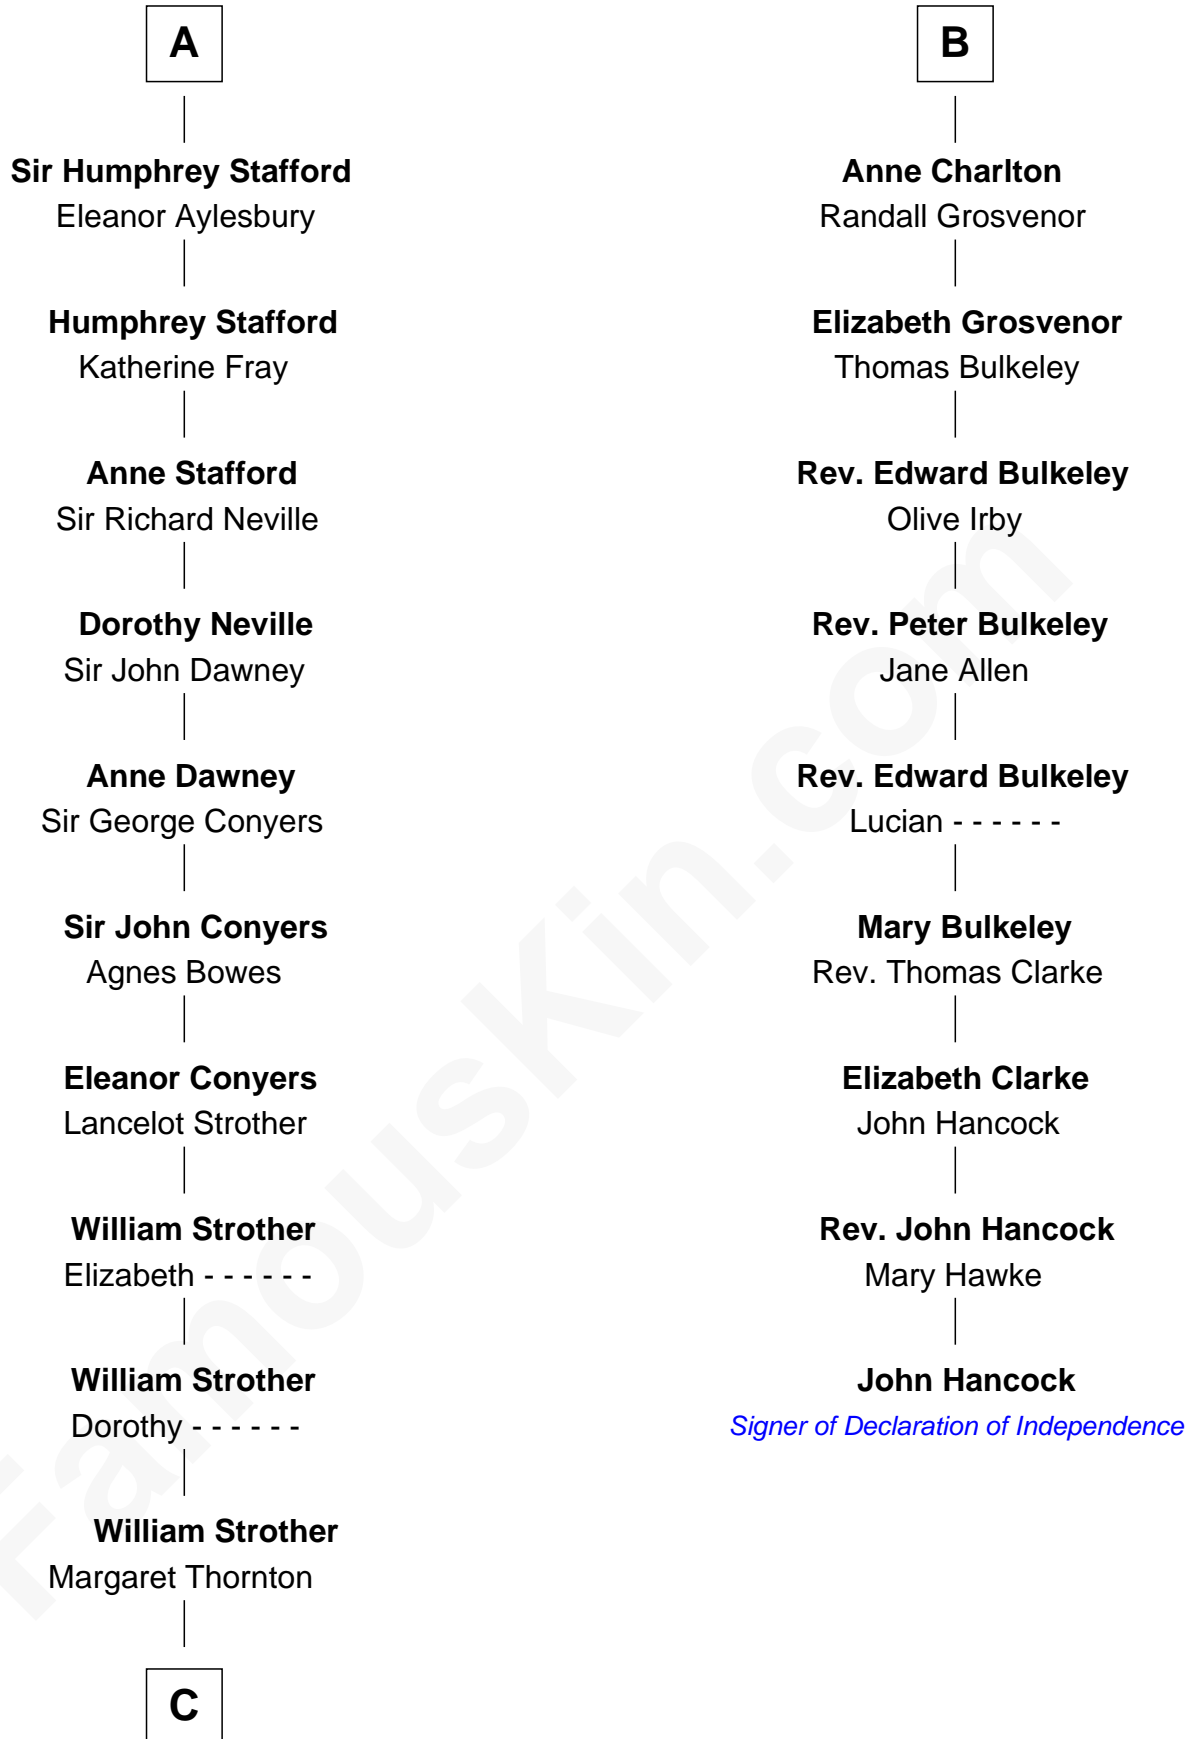 A
Sir Humphrey Stafford
Eleanor Aylesbury
Humphrey Stafford
Katherine Fray
Anne Stafford
Sir Richard Neville
Dorothy Neville
Sir John Dawney
Anne Dawney
Sir George Conyers
Sir John Conyers
Agnes Bowes
Eleanor Conyers
Lancelot Strother
William Strother
Elizabeth - - - - - -
William Strother
Dorothy - - - - - -
William Strother
Margaret Thornton
C
B
Anne Charlton
Randall Grosvenor
Elizabeth Grosvenor
Thomas Bulkeley
Rev. Edward Bulkeley
Olive Irby
Rev. Peter Bulkeley
Jane Allen
Rev. Edward Bulkeley
Lucian - - - - - -
Mary Bulkeley
Rev. Thomas Clarke
Elizabeth Clarke
John Hancock
Rev. John Hancock
Mary Hawke
John Hancock
Signer of Declaration of Independence
FamousKin.com